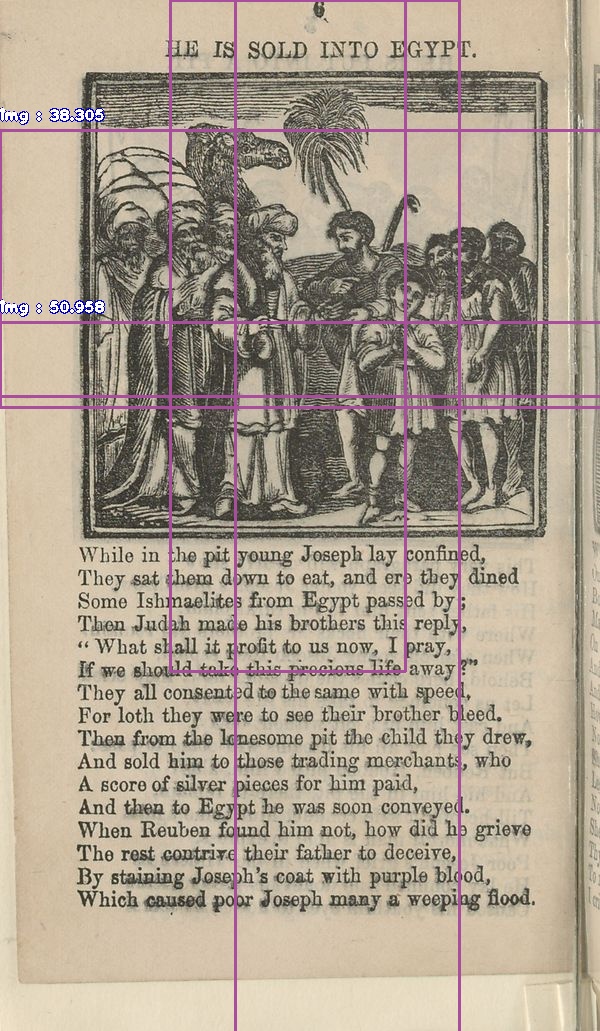 6
HE IS SOLD INTO EGYPT.
Img : 38.305
Img : 50.958
While in the pit young Joseph lay confined,
They sat them down to eat, and ere they dined
Some Ishmaelites from Egypt passed by;
Then Judah made his brothers this reply,
“ What shall it profit to us now, I pray,
If we should take this precious life away?”
They all consented to the same with speed,
For loth they were to see their brother bleed.
Then from the lonesome pit the child they drew,
And sold him to those trading merchants, who
A score of silver pieces for him paid,
And then to Egypt he was soon conveyed.
When Reuben found him not, how did he grieve
The rest contrive their father to deceive,
By staining Joseph's coat with purple blood,
Which caused poor Joseph many a weeping flood.